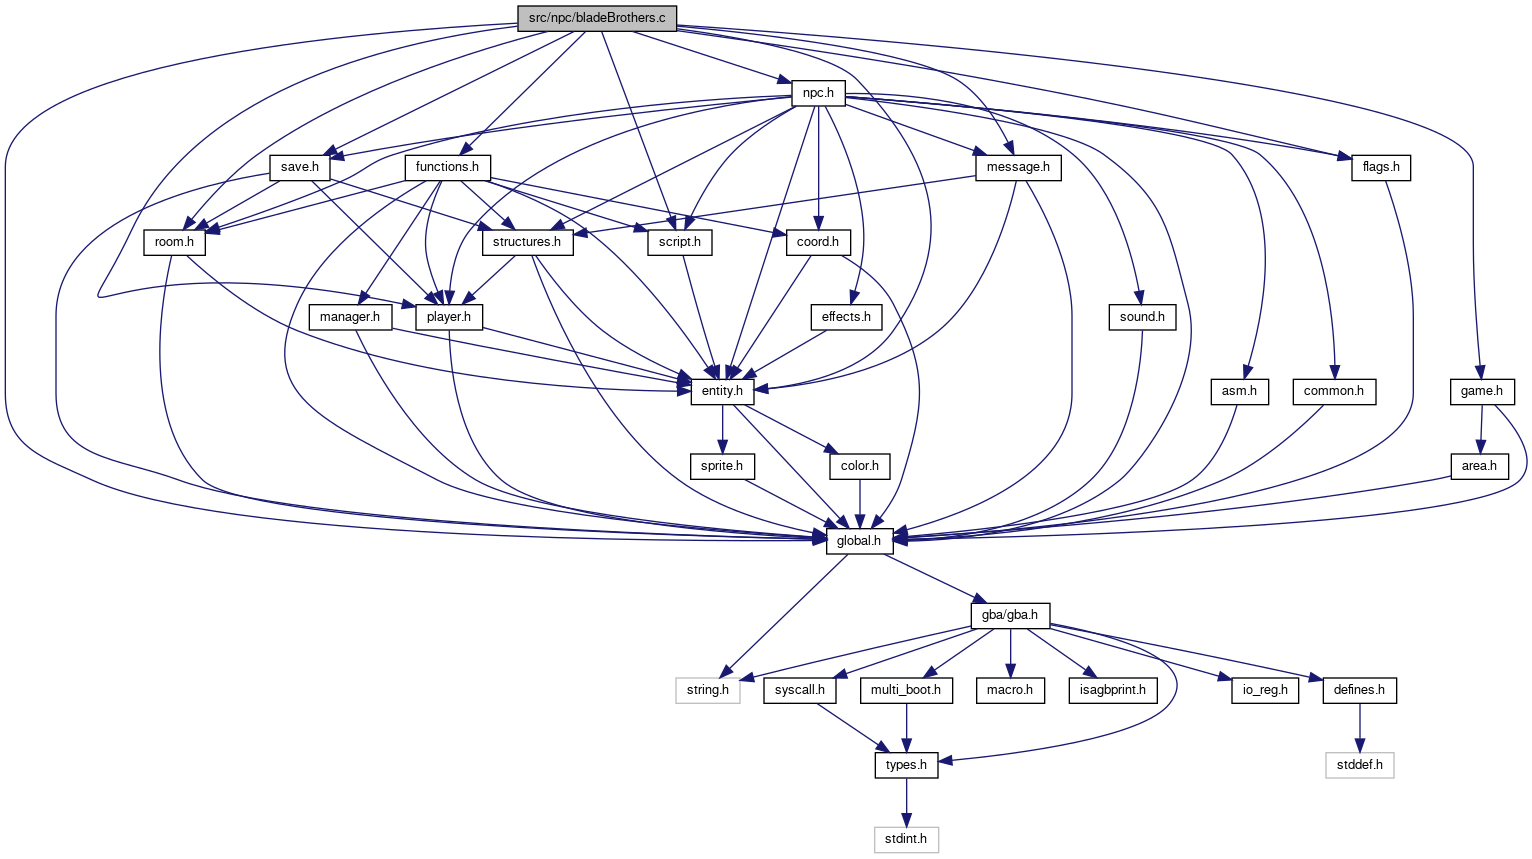 src/npc/bladeBrothers.c
npc.h
save.h
functions.h
message.h
flags.h
room.h
structures.h
script.h
coord.h
manager.h
player.h
effects.h
sound.h
entity.h
asm.h
common.h
game.h
sprite.h
color.h
area.h
global.h
gba/gba.h
string.h
syscall.h
multi_boot.h
macro.h
isagbprint.h
io_reg.h
defines.h
types.h
stddef.h
stdint.h